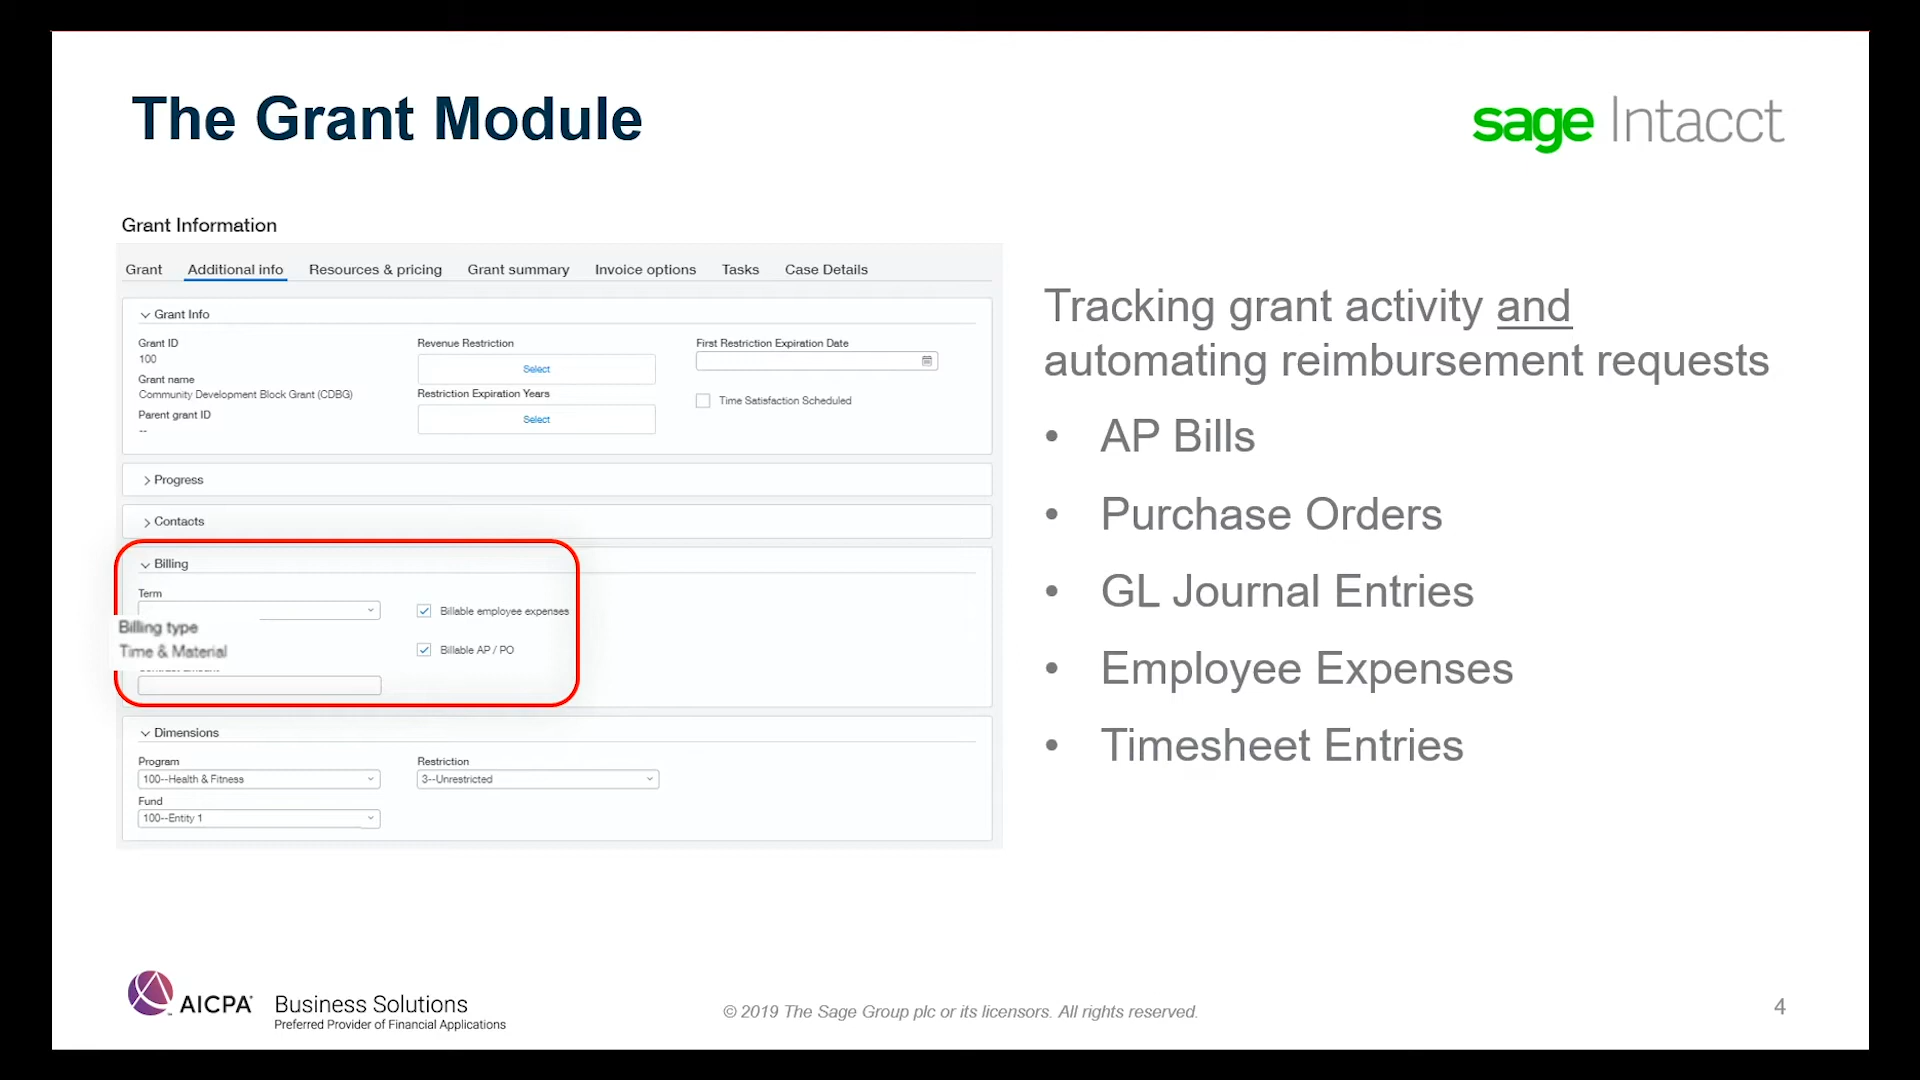 The Grant Module
sage Intacct
Grant Information
Grant Additional info Resources & pricing Grant summary Invoice options Tasks Case Details
Grant Info
Grant ID
100
Grant name
Community Development Block Grant (CDBG)
Parent grant ID
--
Revenue Restriction
Select
Restriction Expiration Years
Select
First Restriction Expiration Date
Time Satisfaction Scheduled
Progress
Contacts
Billing
Term
Billing type
Time & Material
Billable employee expenses
Billable AP / PO
Dimensions
Program
100--Health & Fitness
Fund
100--Entity 1
Restriction
3--Unrestricted
Tracking grant activity and
automating reimbursement requests
• AP Bills
• Purchase Orders
• GL Journal Entries
• Employee Expenses
• Timesheet Entries
AICPA Business Solutions
Preferred Provider of Financial Applications
© 2019 The Sage Group plc or its licensors. All rights reserved.
4